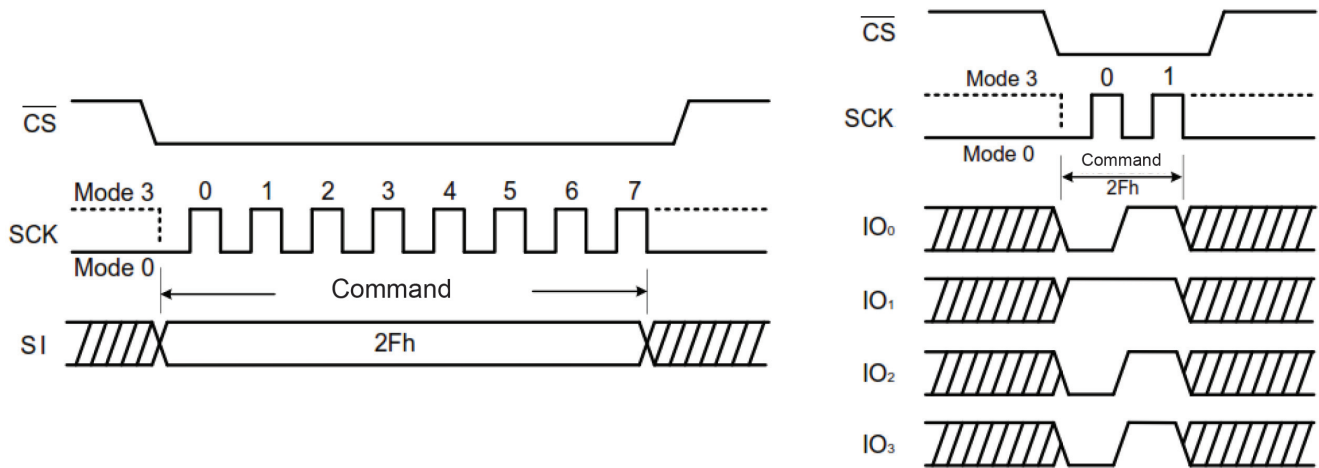 CS
Mode 3
0 1 2 3 4 5 6 7
SCK
Mode 0
Command
SI
2Fh
CS
Mode 3
0 1
SCK
Mode 0
Command
2Fh
IO₀
IO₁
IO₂
IO₃